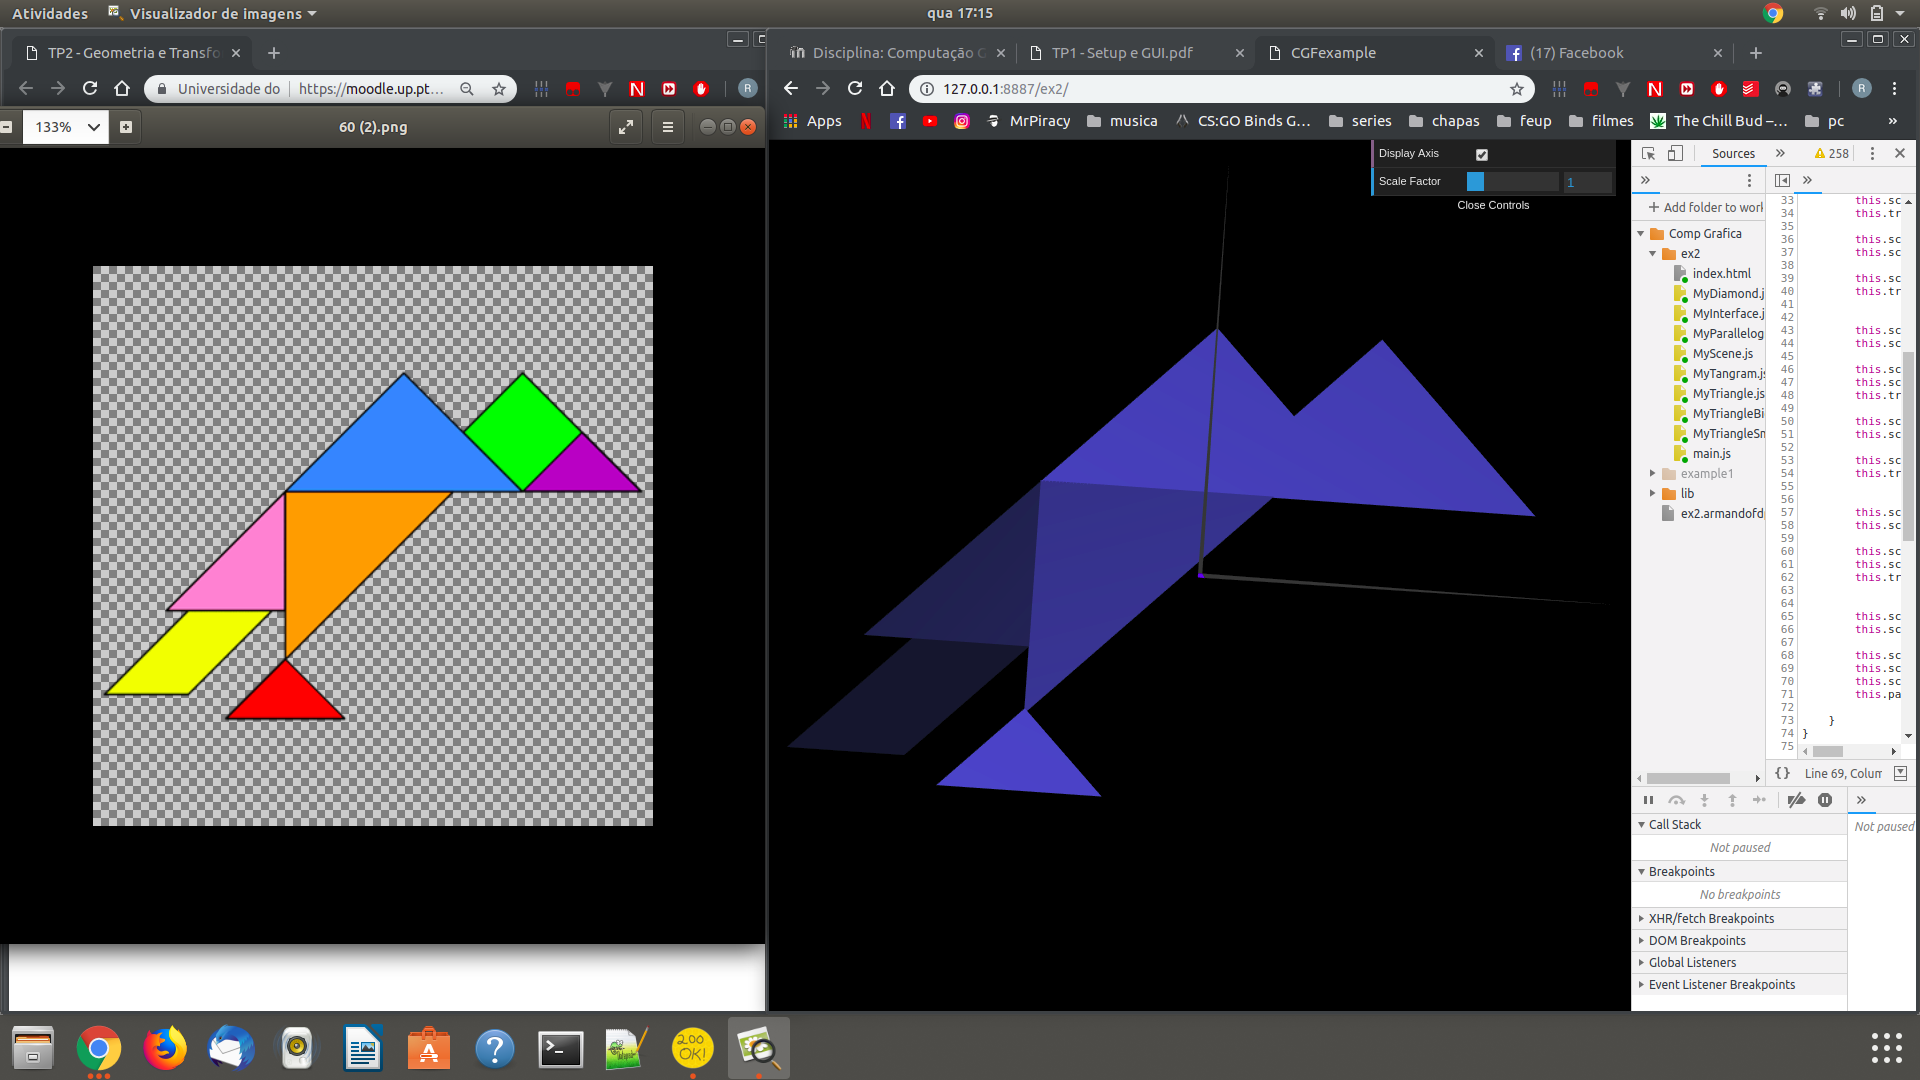 Atividades
Visualizador de imagens
qua 17:15
TP2 - Geometria e Transfo
Universidade do
https://moodle.up.pt...
R
133%
60 (2).png
Disciplina: Computação G
TP1 - Setup e GUI.pdf
CGFexample
(17) Facebook
127.0.0.1:8887/ex2/
R
Apps
MrPiracy
musica
CS:GO Binds G...
series
chapas
feup
filmes
The Chill Bud –...
pc
»
Display Axis
Scale Factor
1
Close Controls
Sources
»
258
Add folder to work
Comp Grafica
ex2
index.html
MyDiamond.j
MyInterface.j
MyParallelog
MyScene.js
MyTangram.js
MyTriangle.js
MyTriangleBi
MyTriangleSm
main.js
example1
lib
ex2.armandofd
33 this.sc
34 this.tr
35
36 this.sc
37 this.sc
38
39 this.sc
40 this.tr
41
42
43 this.sc
44 this.sc
45
46 this.sc
47 this.sc
48 this.tr
49
50 this.sc
51 this.sc
52
53 this.sc
54 this.tr
55
56
57 this.sc
58 this.sc
59
60 this.sc
61 this.sc
62 this.tr
63
64
65 this.sc
66 this.sc
67
68 this.sc
69 this.sc
70 this.sc
71 this.pa
72
73 }
74 }
75
{} Line 69, Colum
Call Stack
Not paused
Breakpoints
No breakpoints
XHR/fetch Breakpoints
DOM Breakpoints
Global Listeners
Event Listener Breakpoints
Not paused
200
OK!